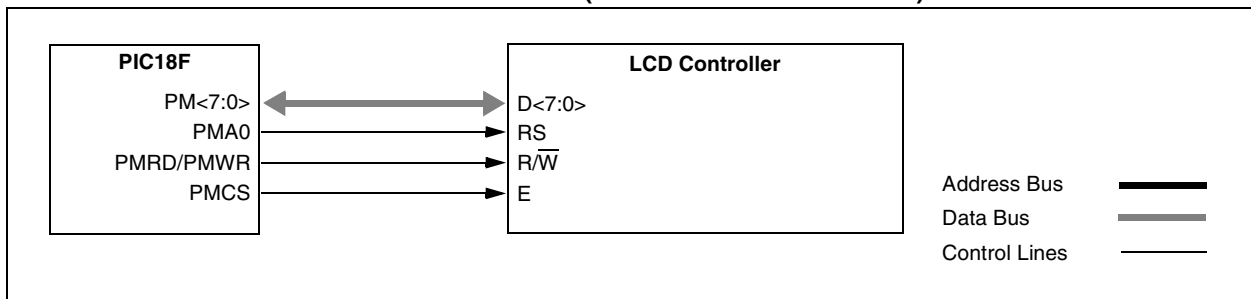 PIC18F
LCD Controller
PM<7:0>
D<7:0>
PMA0
RS
PMRD/PMWR
R/W̅
PMCS
E
Address Bus
Data Bus
Control Lines